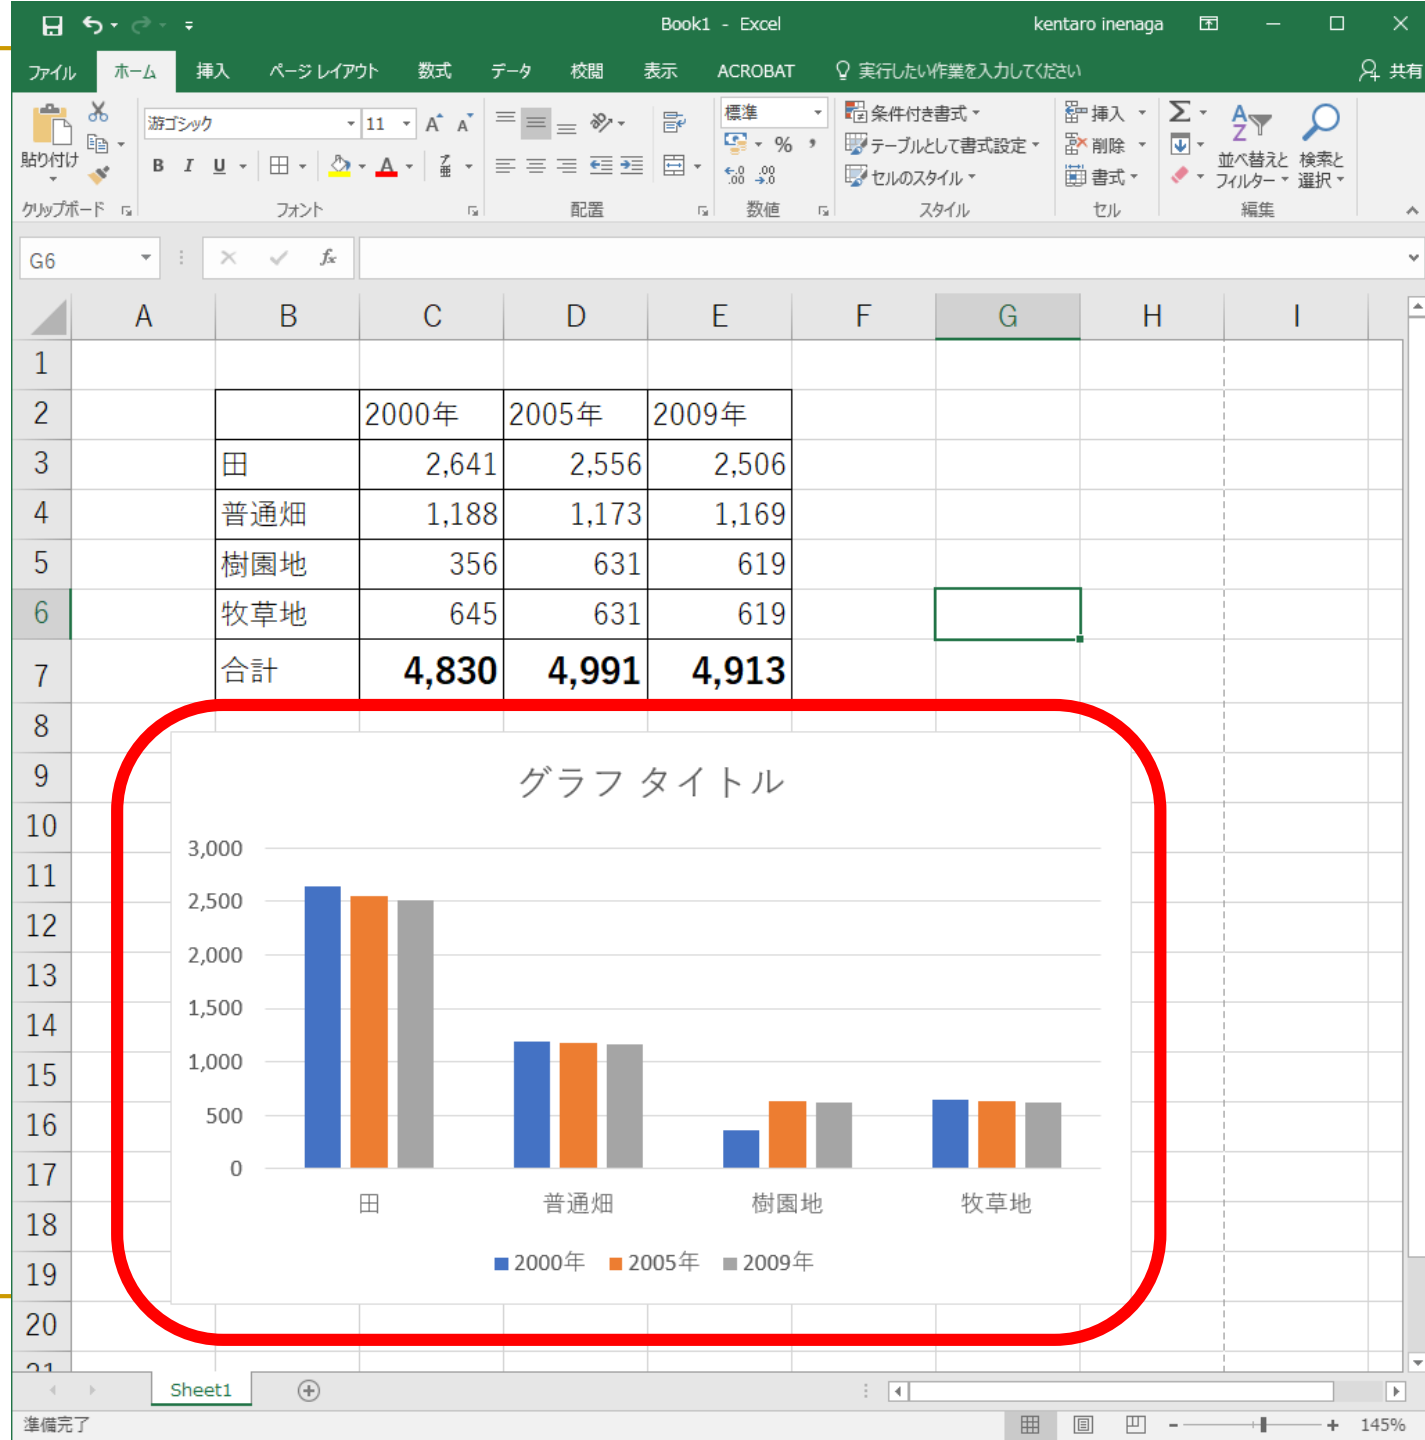 Book1 - Excel
kentaro inenaga
ファイル ホーム 挿入 ページ レイアウト 数式 データ 校閲 表示 ACROBAT 実行したい作業を入力してください 共有
貼り付け
游ゴシック 11 A A
B I U A
標準
% ,
条件付き書式
テーブルとして書式設定
セルのスタイル
挿入
削除
書式
Σ
並べ替えと
フィルター
検索と
選択
クリップボード フォント 配置 数値 スタイル セル 編集
G6 fx
A B C D E F G H I
1
2 2000年 2005年 2009年
3 田 2,641 2,556 2,506
4 普通畑 1,188 1,173 1,169
5 樹園地 356 631 619
6 牧草地 645 631 619
7 合計 4,830 4,991 4,913
8
9
10
11
12
13
14
15
16
17
18
19
20
21
グラフ タイトル
3,000
2,500
2,000
1,500
1,000
500
0
田 普通畑 樹園地 牧草地
2000年 2005年 2009年
Sheet1
準備完了 145%